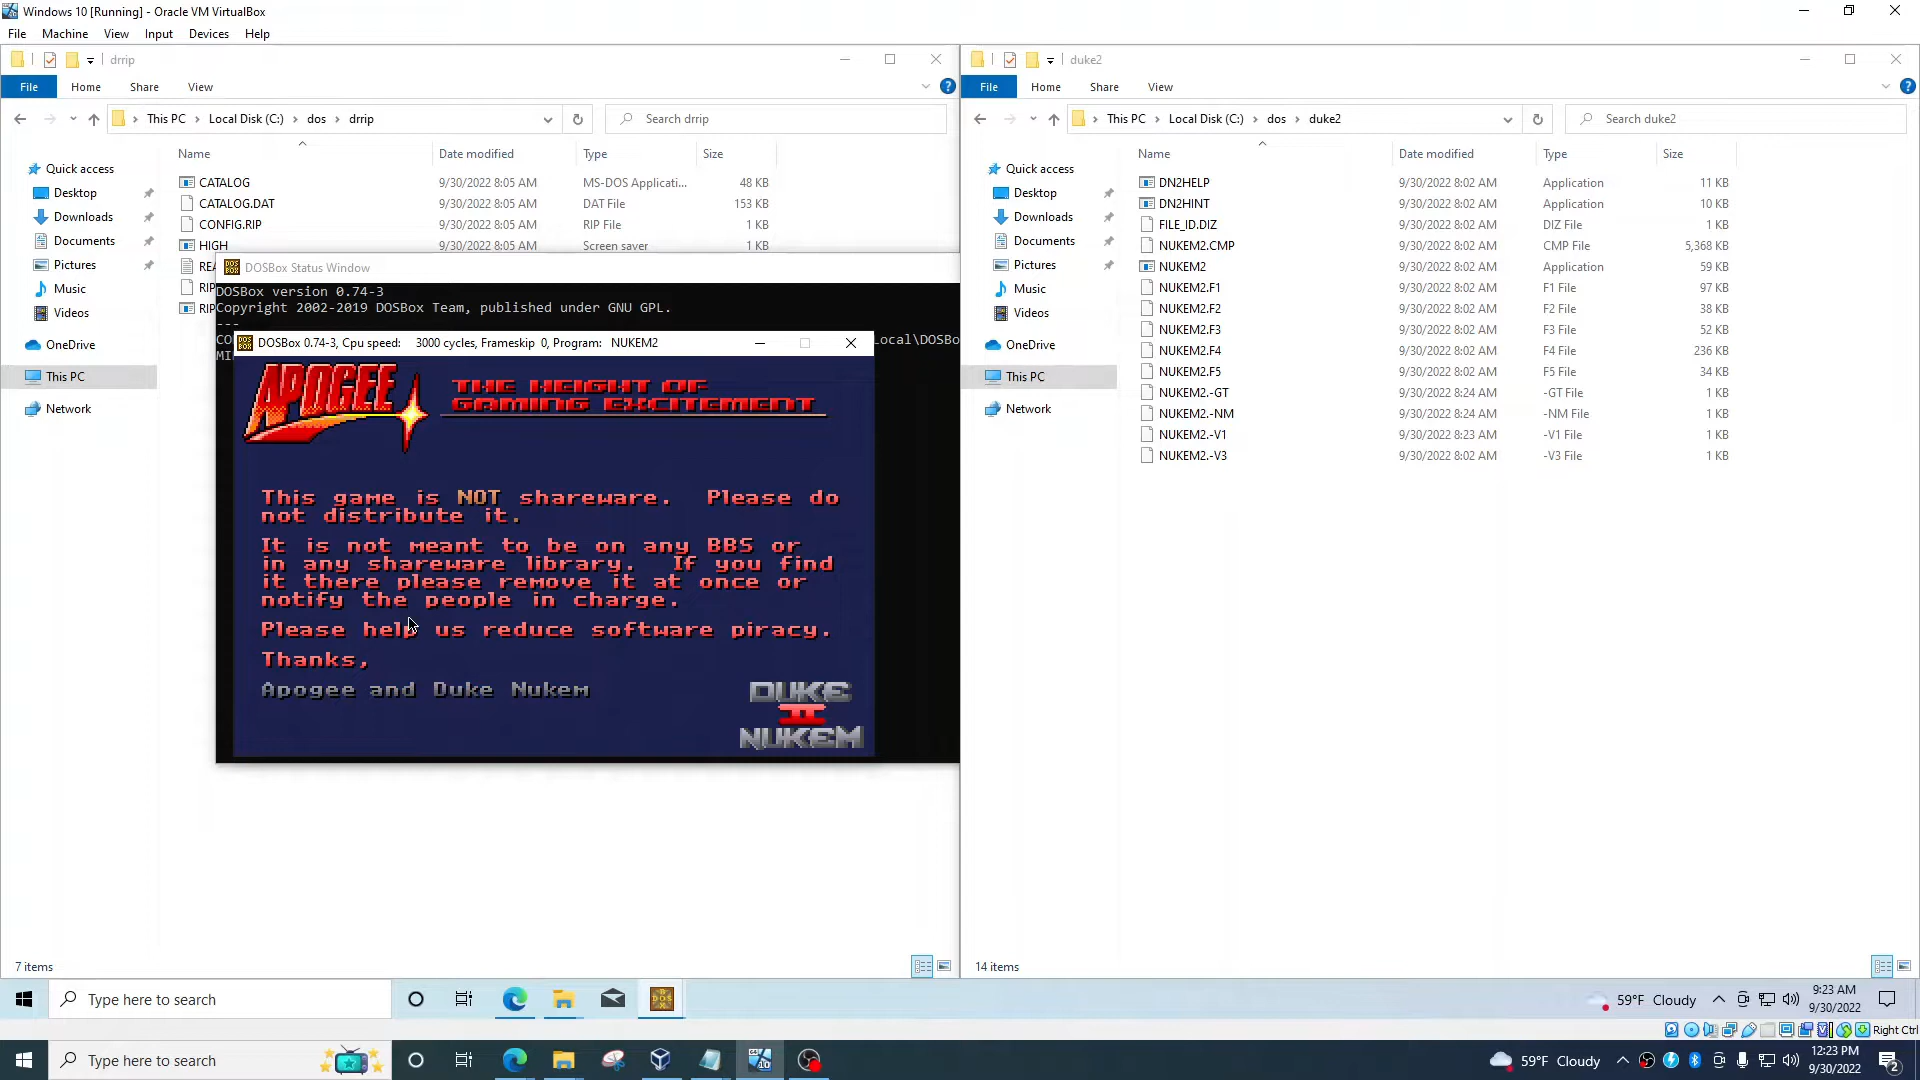 Windows 10 [Running] - Oracle VM VirtualBox
File Machine View Input Devices Help
drrip
File Home Share View
This PC > Local Disk (C:) > dos > drrip
Search drrip
Name Date modified Type Size
Quick access
Desktop
Downloads
Documents
Pictures
Music
Videos
OneDrive
This PC
Network
CATALOG 9/30/2022 8:05 AM MS-DOS Applicati... 48 KB
CATALOG.DAT 9/30/2022 8:05 AM DAT File 153 KB
CONFIG.RIP 9/30/2022 8:05 AM RIP File 1 KB
HIGH 9/30/2022 8:05 AM Screen saver 1 KB
REA
RIP
RIP
DOSBox Status Window
DOSBox version 0.74-3
Copyright 2002-2019 DOSBox Team, published under GNU GPL.
---
CO
Local\DOSBo
MI
DOSBox 0.74-3, Cpu speed: 3000 cycles, Frameskip 0, Program: NUKEM2
APOGEE
THE HEIGHT OF
GAMING EXCITEMENT
This game is NOT shareware. Please do
not distribute it.
It is not meant to be on any BBS or
in any shareware library. If you find
it there please remove it at once or
notify the people in charge.
Please help us reduce software piracy.
Thanks,
Apogee and Duke Nukem
DUKE
II
NUKEM
7 items
duke2
File Home Share View
This PC > Local Disk (C:) > dos > duke2
Search duke2
Name Date modified Type Size
Quick access
Desktop
Downloads
Documents
Pictures
Music
Videos
OneDrive
This PC
Network
DN2HELP 9/30/2022 8:02 AM Application 11 KB
DN2HINT 9/30/2022 8:02 AM Application 10 KB
FILE_ID.DIZ 9/30/2022 8:02 AM DIZ File 1 KB
NUKEM2.CMP 9/30/2022 8:02 AM CMP File 5,368 KB
NUKEM2 9/30/2022 8:02 AM Application 59 KB
NUKEM2.F1 9/30/2022 8:02 AM F1 File 97 KB
NUKEM2.F2 9/30/2022 8:02 AM F2 File 38 KB
NUKEM2.F3 9/30/2022 8:02 AM F3 File 52 KB
NUKEM2.F4 9/30/2022 8:02 AM F4 File 236 KB
NUKEM2.F5 9/30/2022 8:02 AM F5 File 34 KB
NUKEM2.-GT 9/30/2022 8:24 AM -GT File 1 KB
NUKEM2.-NM 9/30/2022 8:24 AM -NM File 1 KB
NUKEM2.-V1 9/30/2022 8:23 AM -V1 File 1 KB
NUKEM2.-V3 9/30/2022 8:02 AM -V3 File 1 KB
14 items
Type here to search
59°F Cloudy
9:23 AM
9/30/2022
Right Ctrl
Type here to search
59°F Cloudy
12:23 PM
9/30/2022
2